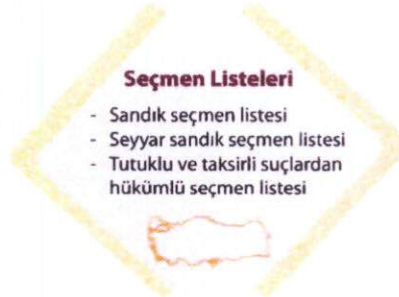 Seçmen Listeleri
- Sandık seçmen listesi
- Seyyar sandık seçmen listesi
- Tutuklu ve taksirli suçlardan
hükümlü seçmen listesi